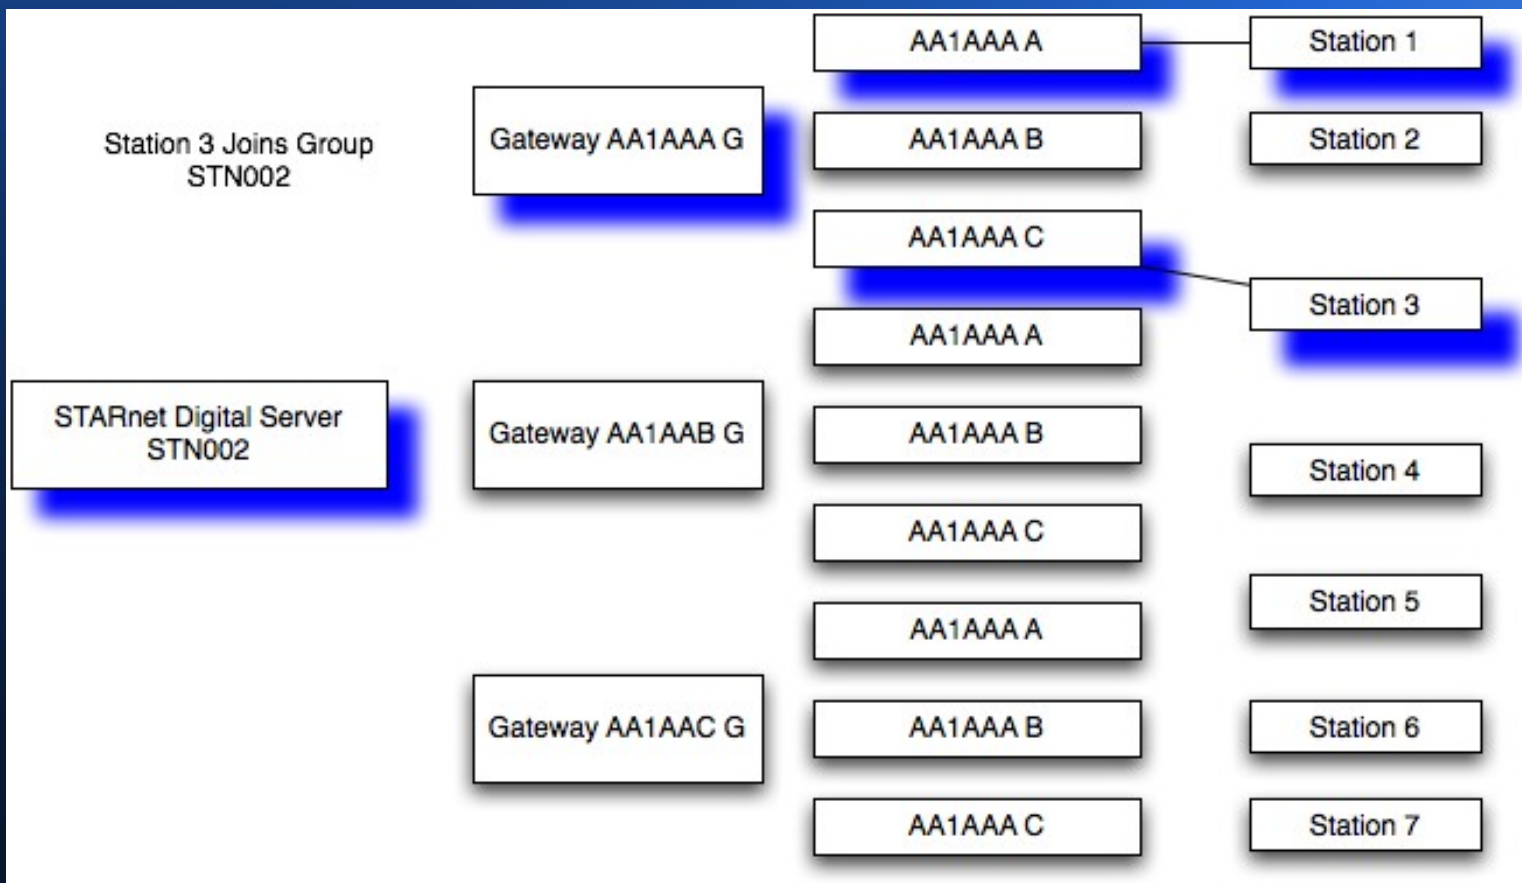 Station 3 Joins Group
STN002
STARnet Digital Server
STN002
Gateway AA1AAA G
Gateway AA1AAB G
Gateway AA1AAC G
AA1AAA A
AA1AAA B
AA1AAA C
AA1AAA A
AA1AAA B
AA1AAA C
AA1AAA A
AA1AAA B
AA1AAA C
Station 1
Station 2
Station 3
Station 4
Station 5
Station 6
Station 7